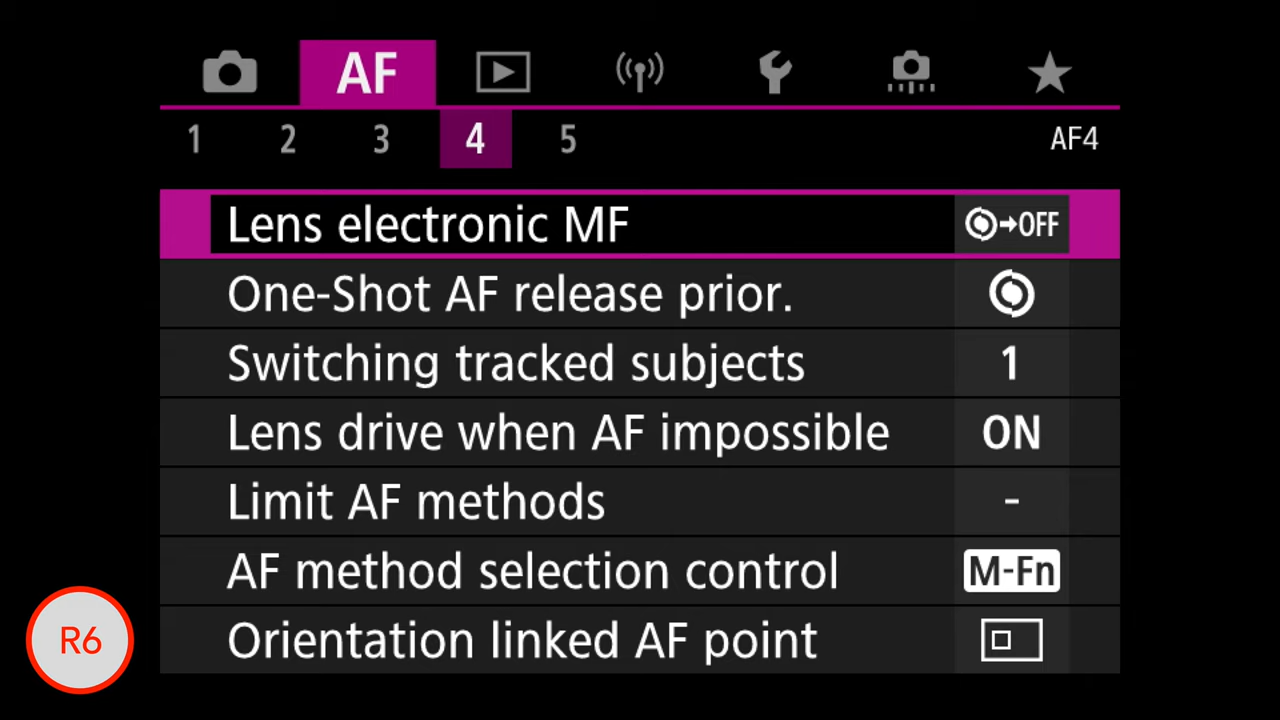 AF
1 2 3 4 5 AF4
Lens electronic MF →OFF
One-Shot AF release prior.
Switching tracked subjects 1
Lens drive when AF impossible ON
Limit AF methods -
AF method selection control M-Fn
Orientation linked AF point
R6